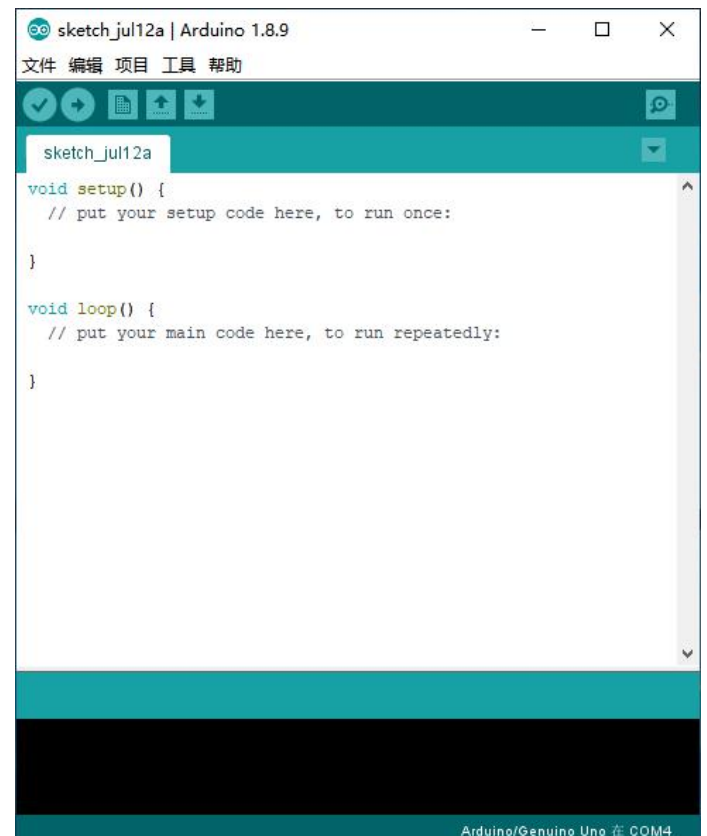 sketch_jul12a | Arduino 1.8.9
文件 编辑 项目 工具 帮助
sketch_jul12a
void setup() {
  // put your setup code here, to run once:
}
void loop() {
  // put your main code here, to run repeatedly:
}
Arduino/Genuino Uno 在 COM4